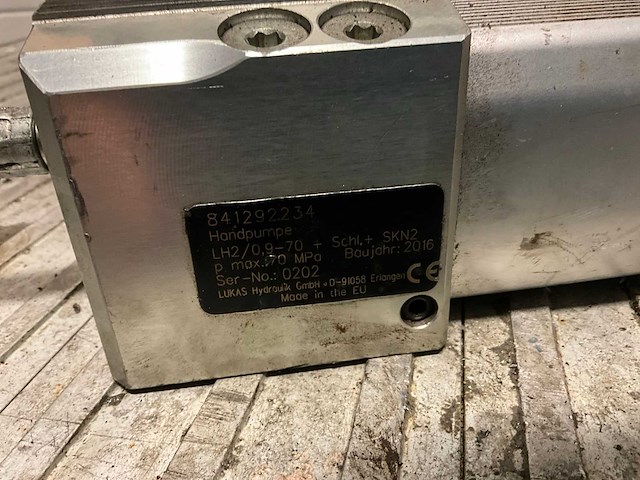 841292234
Handpumpe
LH2/0,9-70 + Schl.+ SKN2
p max.:70 MPa Baujahr: 2016
Ser-No.: 0202
LUKAS Hydraulik GmbH • D-91058 Erlangen CE
Made in the EU